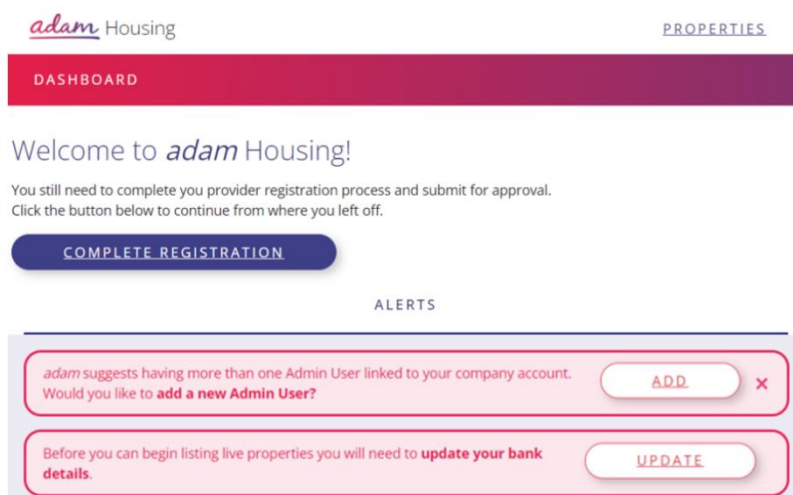 adam Housing
PROPERTIES
DASHBOARD
Welcome to adam Housing!
You still need to complete you provider registration process and submit for approval.
Click the button below to continue from where you left off.
COMPLETE REGISTRATION
ALERTS
adam suggests having more than one Admin User linked to your company account.
Would you like to add a new Admin User?
ADD
×
Before you can begin listing live properties you will need to update your bank
details.
UPDATE